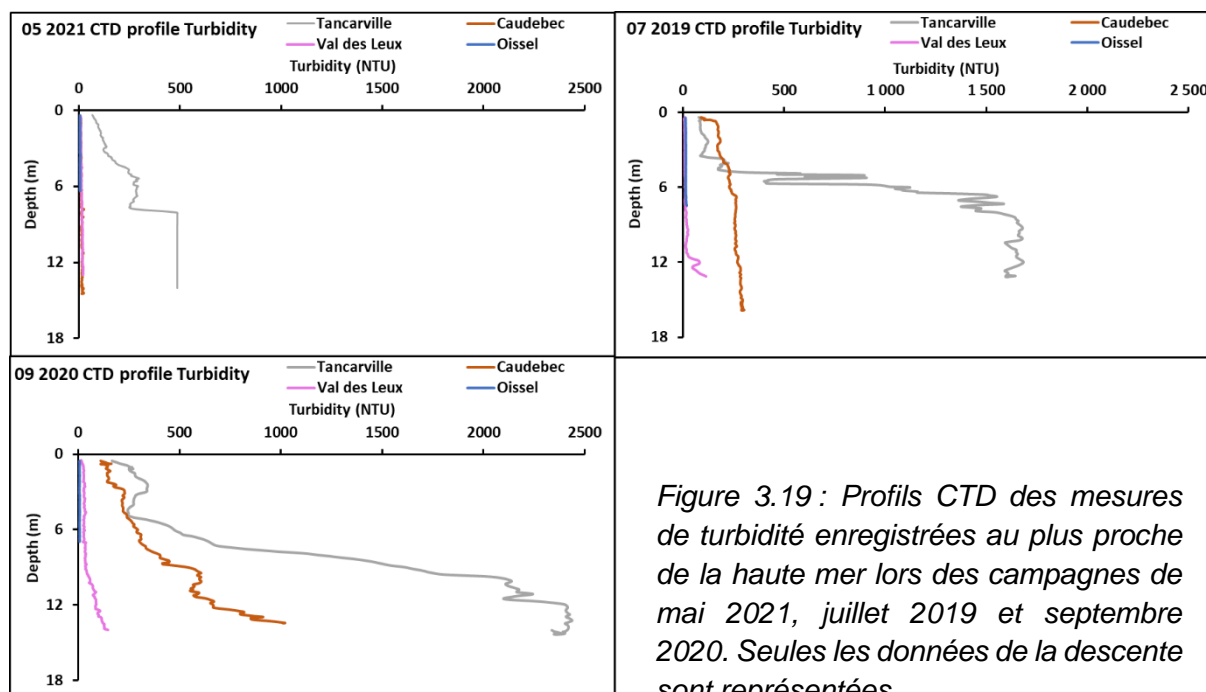 05 2021 CTD profile Turbidity
Tancarville
Caudebec
Val des Leux
Oissel
Turbidity (NTU)
0 500 1000 1500 2000 2500
Depth (m)
0
6
12
18
07 2019 CTD profile Turbidity
Tancarville
Caudebec
Val des Leux
Oissel
Turbidity (NTU)
0 500 1000 1500 2 000 2 500
Depth (m)
0
6
12
18
09 2020 CTD profile Turbidity
Tancarville
Caudebec
Val des Leux
Oissel
Turbidity (NTU)
0 500 1000 1500 2000 2500
Depth (m)
0
6
12
18
Figure 3.19 : Profils CTD des mesures
de turbidité enregistrées au plus proche
de la haute mer lors des campagnes de
mai 2021, juillet 2019 et septembre
2020. Seules les données de la descente
sont représentées